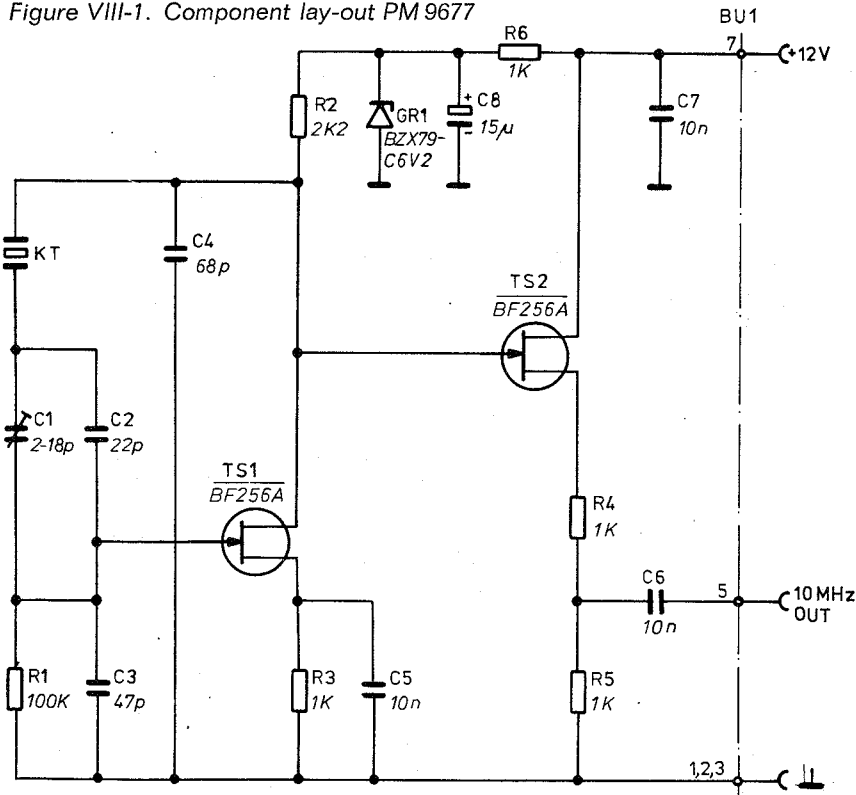 Figure VIII-1. Component lay-out PM 9677
BU1
R6
1K
7
+12V
R2
2K2
GR1
BZX79-
C6V2
+
C8
15µ
-
C7
10n
KT
C4
68p
TS2
BF256A
C1
2-18p
C2
22p
TS1
BF256A
R4
1K
C6
10n
5
10MHz
OUT
R1
100K
C3
47p
R3
1K
C5
10n
R5
1K
1,2,3